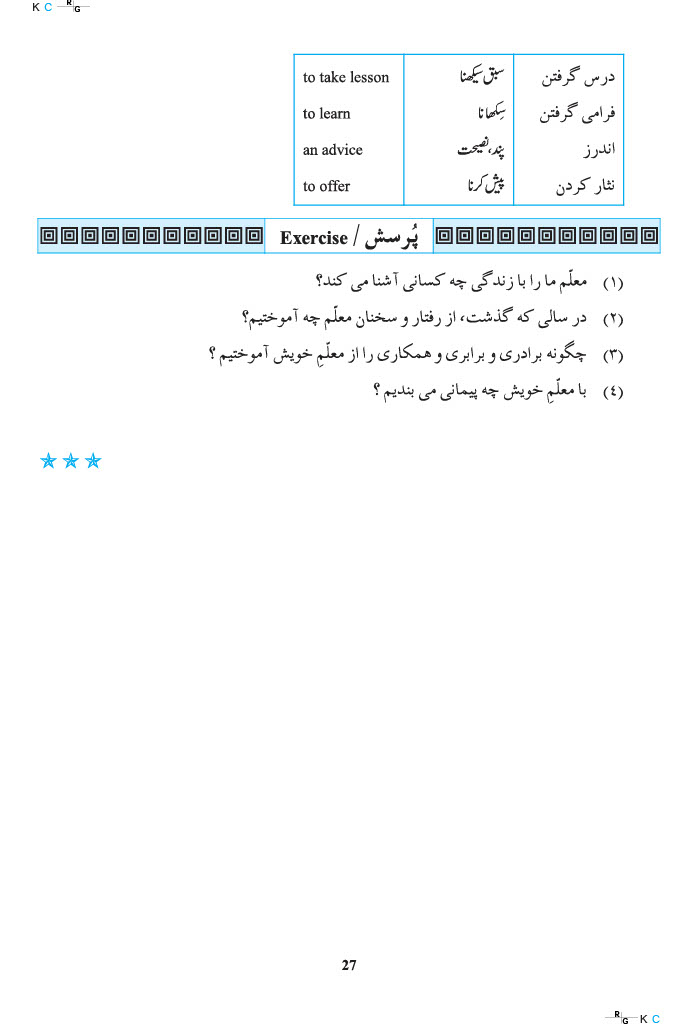 K C R G
درس گرفتن سبق سیکھنا to take lesson
فرامی گرفتن سِکھانا to learn
اندرز پند، نصیحت an advice
نثار کردن پیش کرنا to offer
پُرسش / Exercise
(۱) معلّم ما را با زندگی چه کسانی آشنا می کند؟
(۲) در سالی که گذشت، از رفتار و سخنان معلّم چه آموختیم؟
(۳) چگونه برادری و برابری و همکاری را از معلّمِ خویش آموختیم ؟
(٤) با معلّمِ خویش چه پیمانی می بندیم ؟
27
R G K C